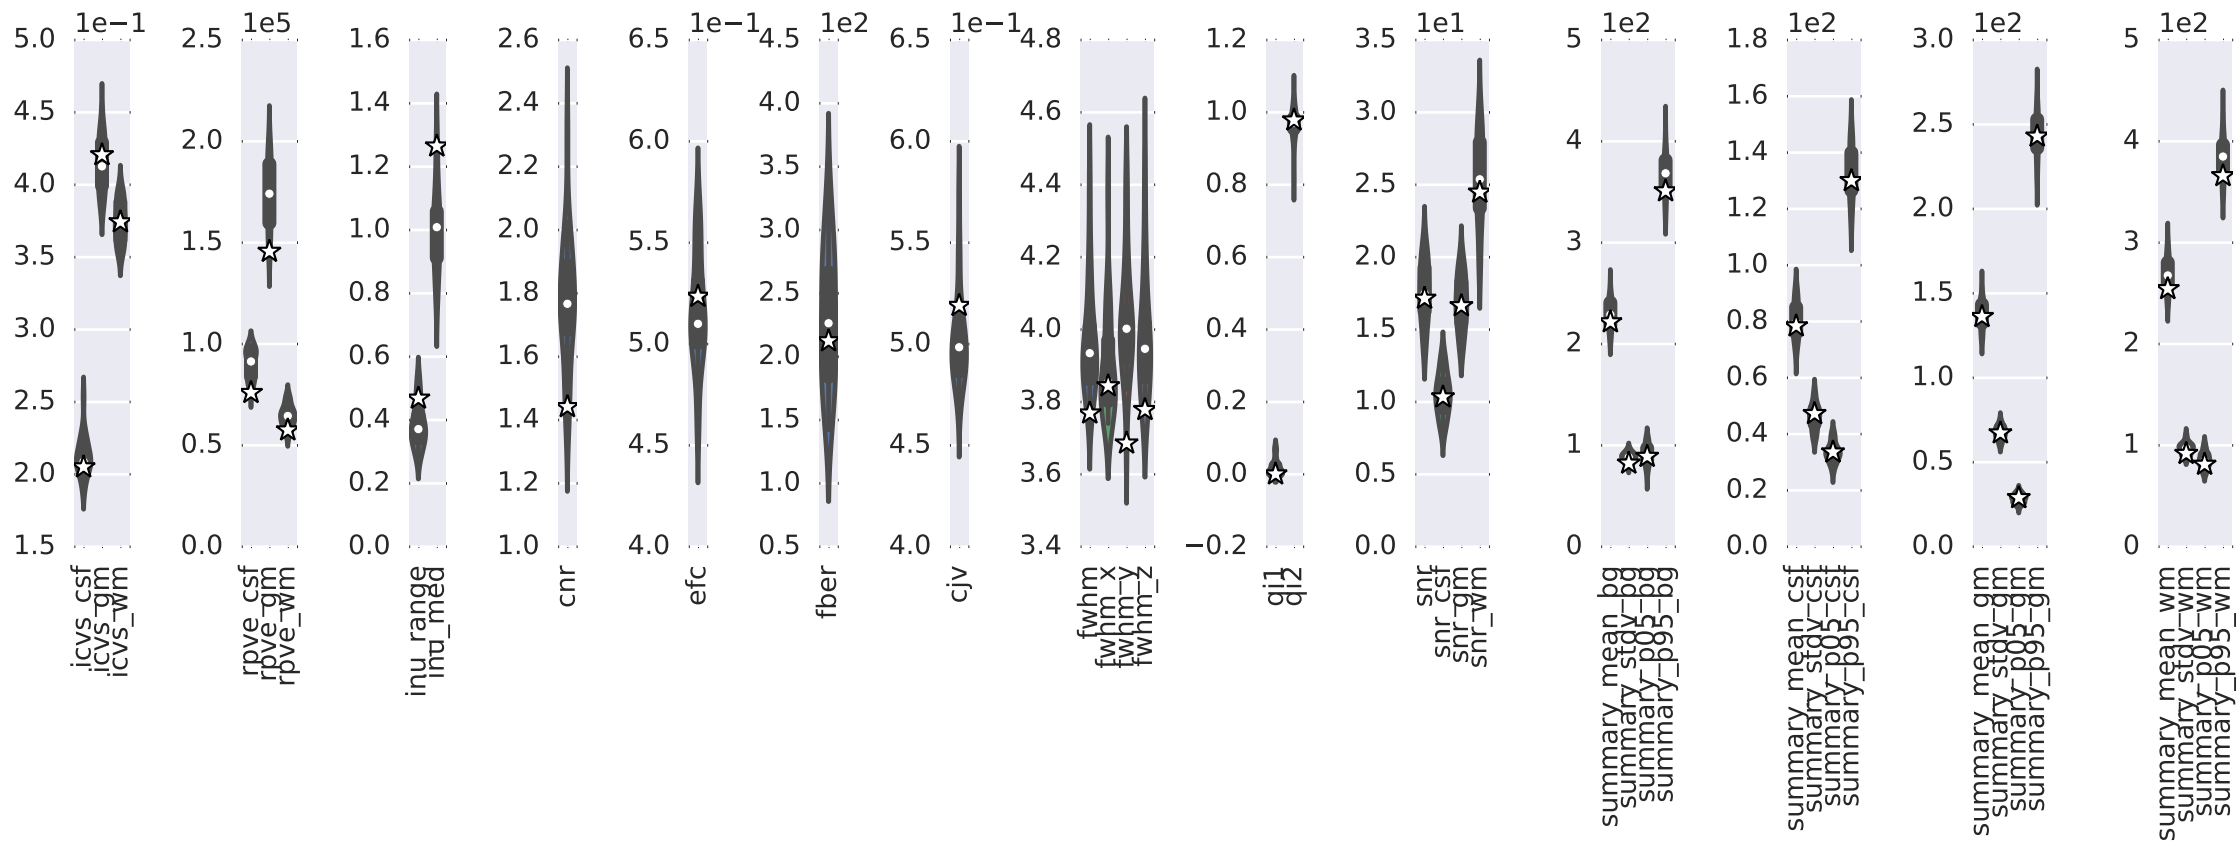 1e−1
5.0
4.5
4.0
3.5
3.0
2.5
2.0
1.5
icvs_csf
icvs_gm
icvs_wm
1e5
2.5
2.0
1.5
1.0
0.5
0.0
rpve_csf
rpve_gm
rpve_wm
1.6
1.4
1.2
1.0
0.8
0.6
0.4
0.2
0.0
inu_range
inu_med
2.6
2.4
2.2
2.0
1.8
1.6
1.4
1.2
1.0
cnr
1e−1
6.5
6.0
5.5
5.0
4.5
4.0
efc
1e2
4.5
4.0
3.5
3.0
2.5
2.0
1.5
1.0
0.5
fber
1e−1
6.5
6.0
5.5
5.0
4.5
4.0
cjv
4.8
4.6
4.4
4.2
4.0
3.8
3.6
3.4
fwhm
fwhm_x
fwhm_y
fwhm_z
1.2
1.0
0.8
0.6
0.4
0.2
0.0
−0.2
qi1
qi2
1e1
3.5
3.0
2.5
2.0
1.5
1.0
0.5
0.0
snr
snr_csf
snr_gm
snr_wm
1e2
5
4
3
2
1
0
summary_mean_bg
summary_stdv_bg
summary_p05_bg
summary_p95_bg
1e2
1.8
1.6
1.4
1.2
1.0
0.8
0.6
0.4
0.2
0.0
summary_mean_csf
summary_stdv_csf
summary_p05_csf
summary_p95_csf
1e2
3.0
2.5
2.0
1.5
1.0
0.5
0.0
summary_mean_gm
summary_stdv_gm
summary_p05_gm
summary_p95_gm
1e2
5
4
3
2
1
0
summary_mean_wm
summary_stdv_wm
summary_p05_wm
summary_p95_wm